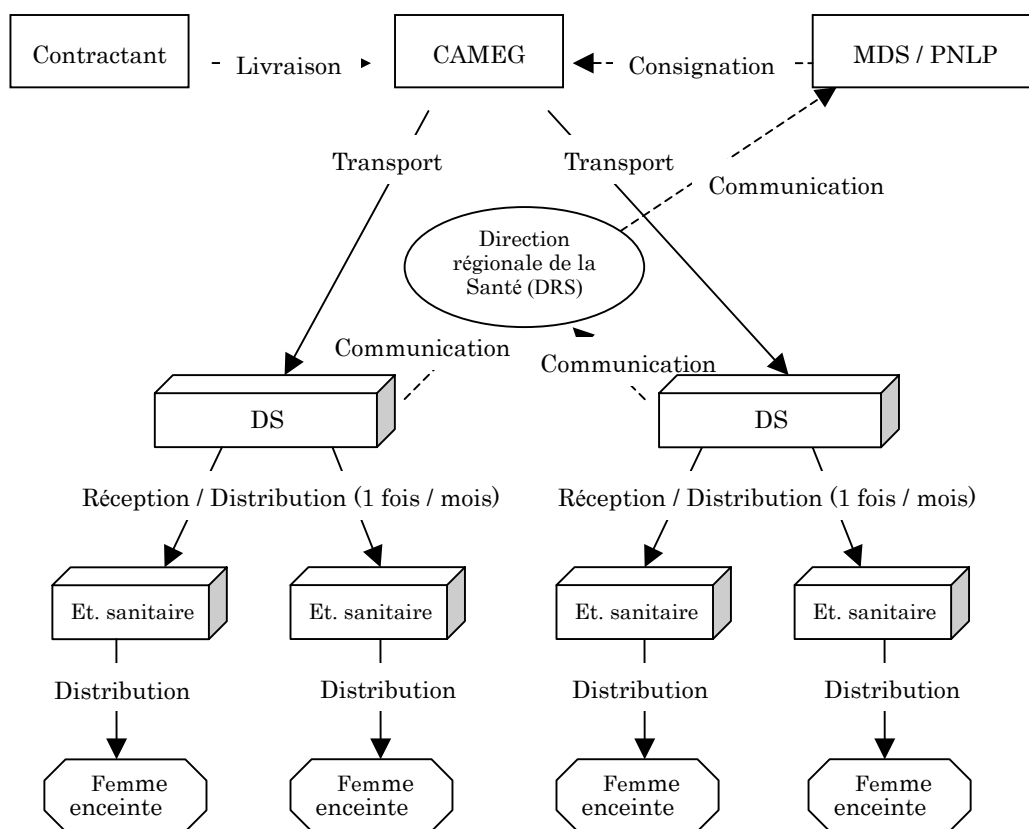 Contractant
Livraison
CAMEG
Consignation
MDS / PNLP
Transport
Transport
Communication
Direction
régionale de la
Santé (DRS)
Communication
Communication
DS
DS
Réception / Distribution (1 fois / mois)
Réception / Distribution (1 fois / mois)
Et. sanitaire
Et. sanitaire
Et. sanitaire
Et. sanitaire
Distribution
Distribution
Distribution
Distribution
Femme
enceinte
Femme
enceinte
Femme
enceinte
Femme
enceinte